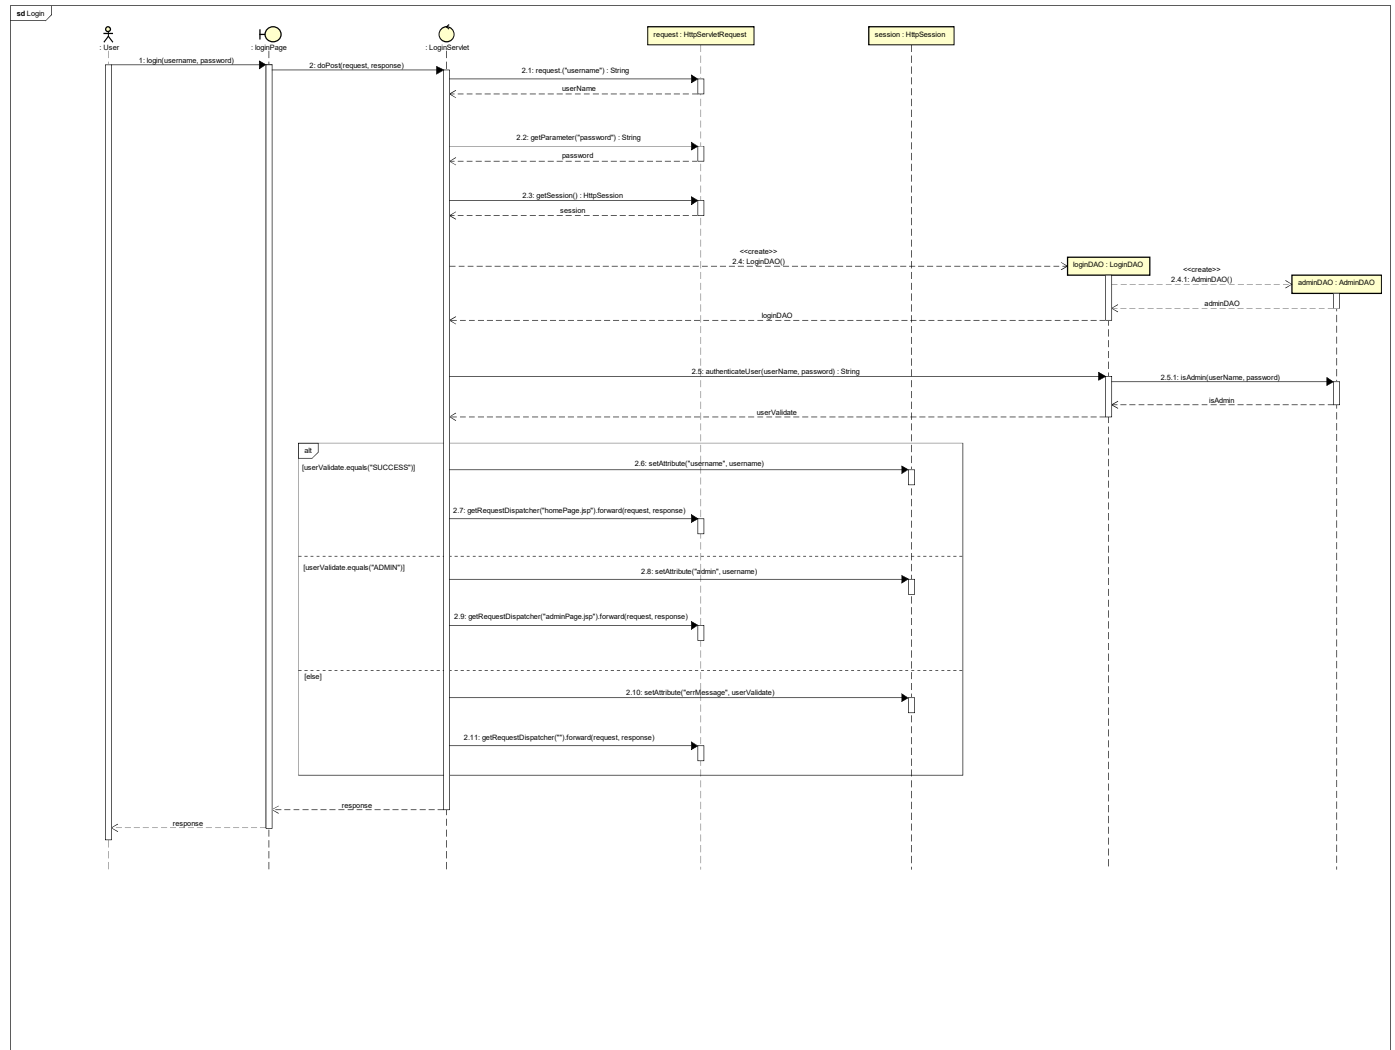 sd Login
: User
: loginPage
: LoginServlet
request : HttpServletRequest
session : HttpSession
1: login(username, password)
2: doPost(request, response)
2.1: request.("username") : String
userName
2.2: getParameter("password") : String
password
2.3: getSession() : HttpSession
session
<<create>>
2.4: LoginDAO()
loginDAO : LoginDAO
<<create>>
2.4.1: AdminDAO()
adminDAO : AdminDAO
adminDAO
loginDAO
2.5: authenticateUser(userName, password) : String
2.5.1: isAdmin(userName, password)
isAdmin
userValidate
alt
[userValidate.equals("SUCCESS")]
2.6: setAttribute("username", username)
2.7: getRequestDispatcher("homePage.jsp").forward(request, response)
[userValidate.equals("ADMIN")]
2.8: setAttribute("admin", username)
2.9: getRequestDispatcher("adminPage.jsp").forward(request, response)
[else]
2.10: setAttribute("errMessage", userValidate)
2.11: getRequestDispatcher("").forward(request, response)
response
response